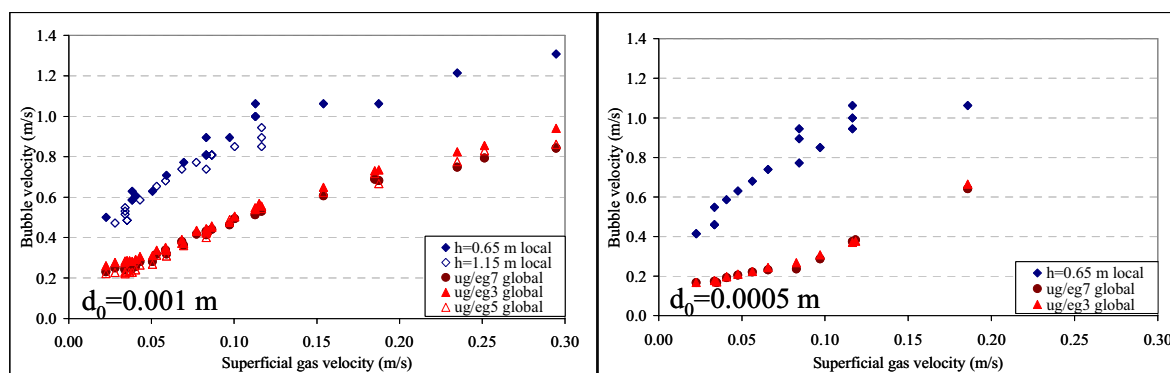 1.4
1.2
1.0
0.8
0.6
0.4
0.2
0.0
Bubble velocity (m/s)
h=0.65 m local
h=1.15 m local
ug/eg7 global
ug/eg3 global
ug/eg5 global
d₀=0.001 m
0.00 0.05 0.10 0.15 0.20 0.25 0.30
Superficial gas velocity (m/s)
1.4
1.2
1.0
0.8
0.6
0.4
0.2
0.0
Bubble velocity (m/s)
h=0.65 m local
ug/eg7 global
ug/eg3 global
d₀=0.0005 m
0.00 0.05 0.10 0.15 0.20 0.25 0.30
Superficial gas velocity (m/s)